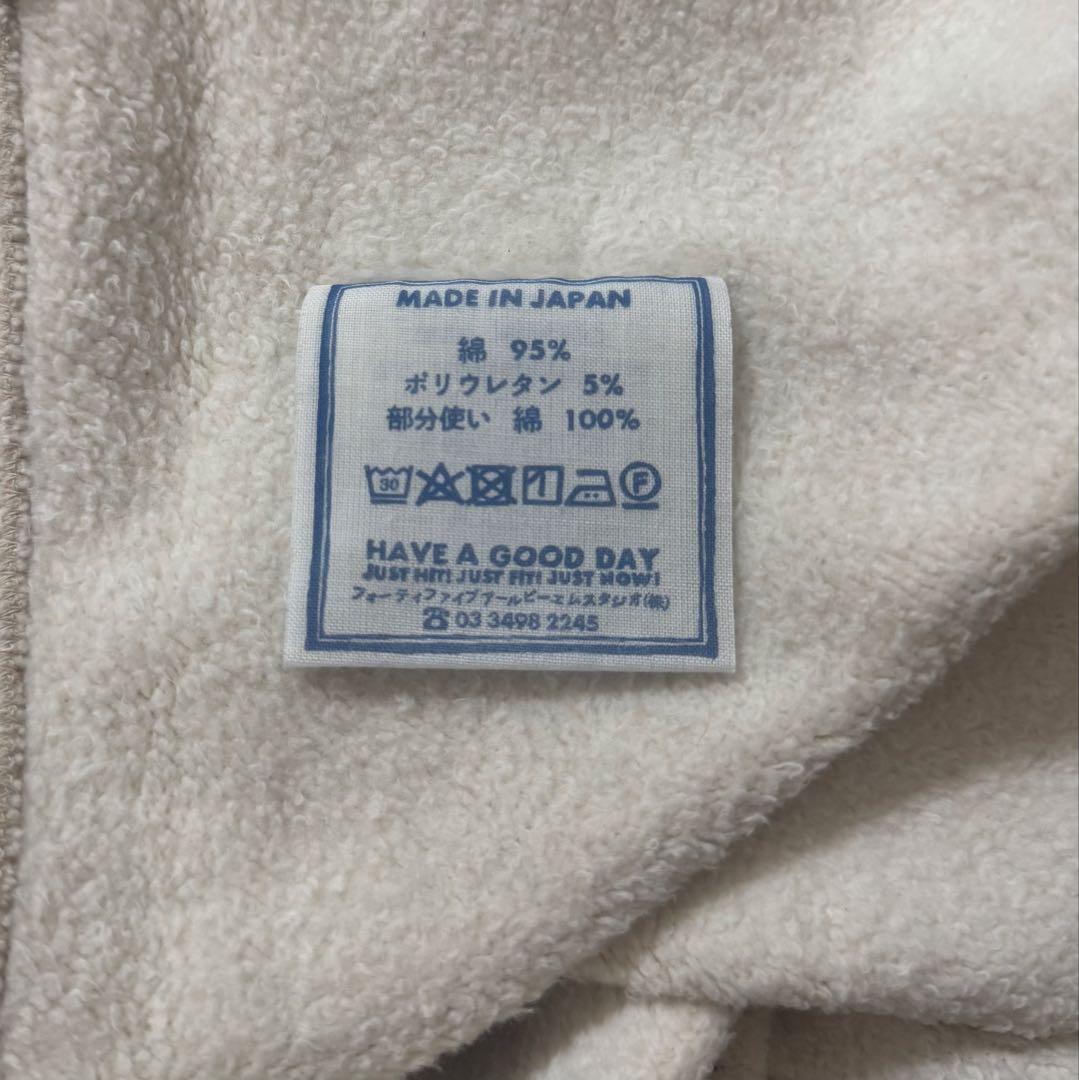 MADE IN JAPAN
綿 95%
ポリウレタン 5%
部分使い 綿 100%
30 F
HAVE A GOOD DAY
JUST HIT! JUST FIT! JUST NOW!
フォーティファイブアールピーエムスタジオ(株)
☎ 03 3498 2245